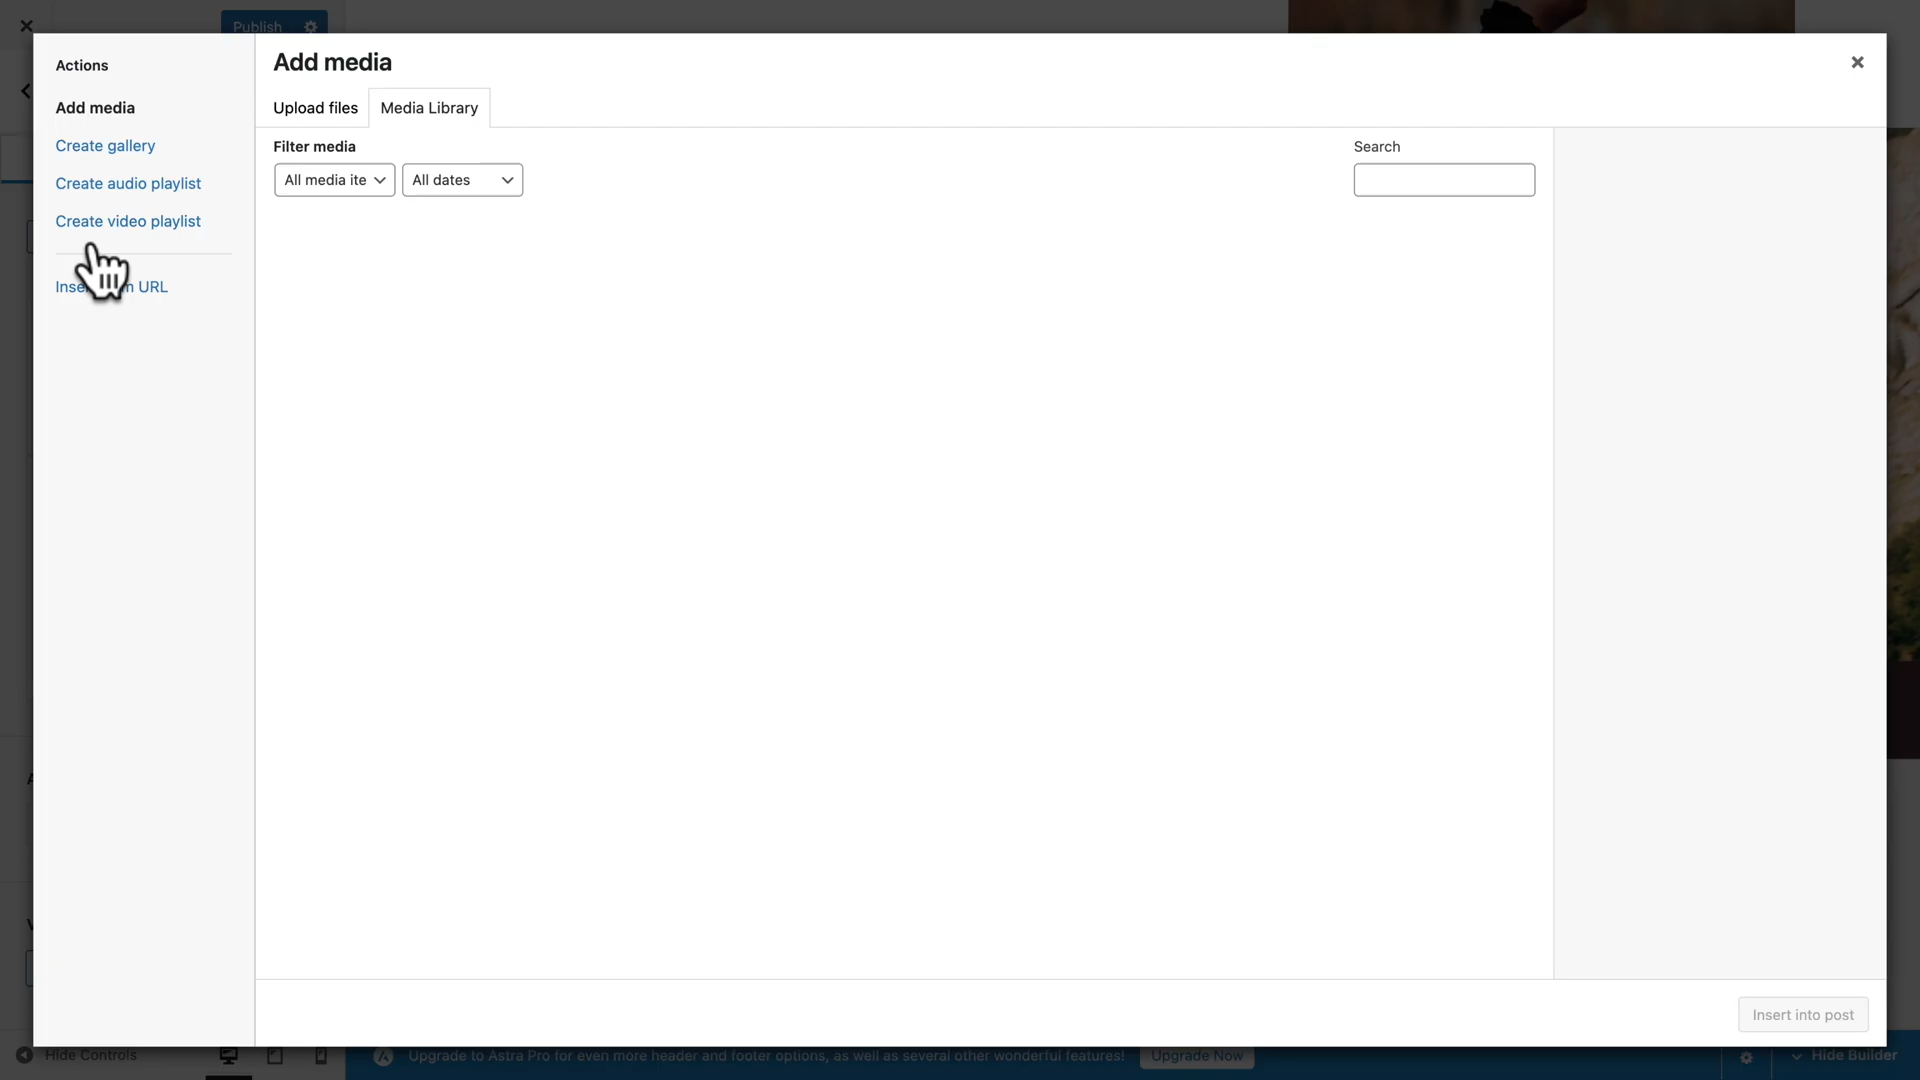 Publish
Actions
Add media
Create gallery
Create audio playlist
Create video playlist
URL
Add media
Upload files
Media Library
Filter media
All media ite
All dates
Search
Insert into post
Hide Controls
Upgrade to Astra Pro for even more header and footer options, as well as several other wonderful features!
Upgrade Now
Hide Builder